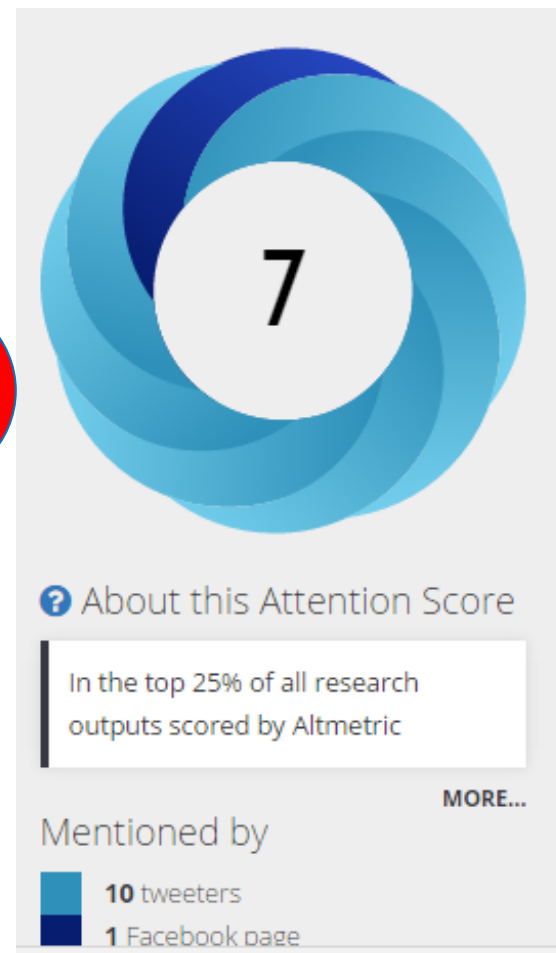 7
? About this Attention Score
In the top 25% of all research
outputs scored by Altmetric
MORE...
Mentioned by
10 tweeters
1 Facebook page